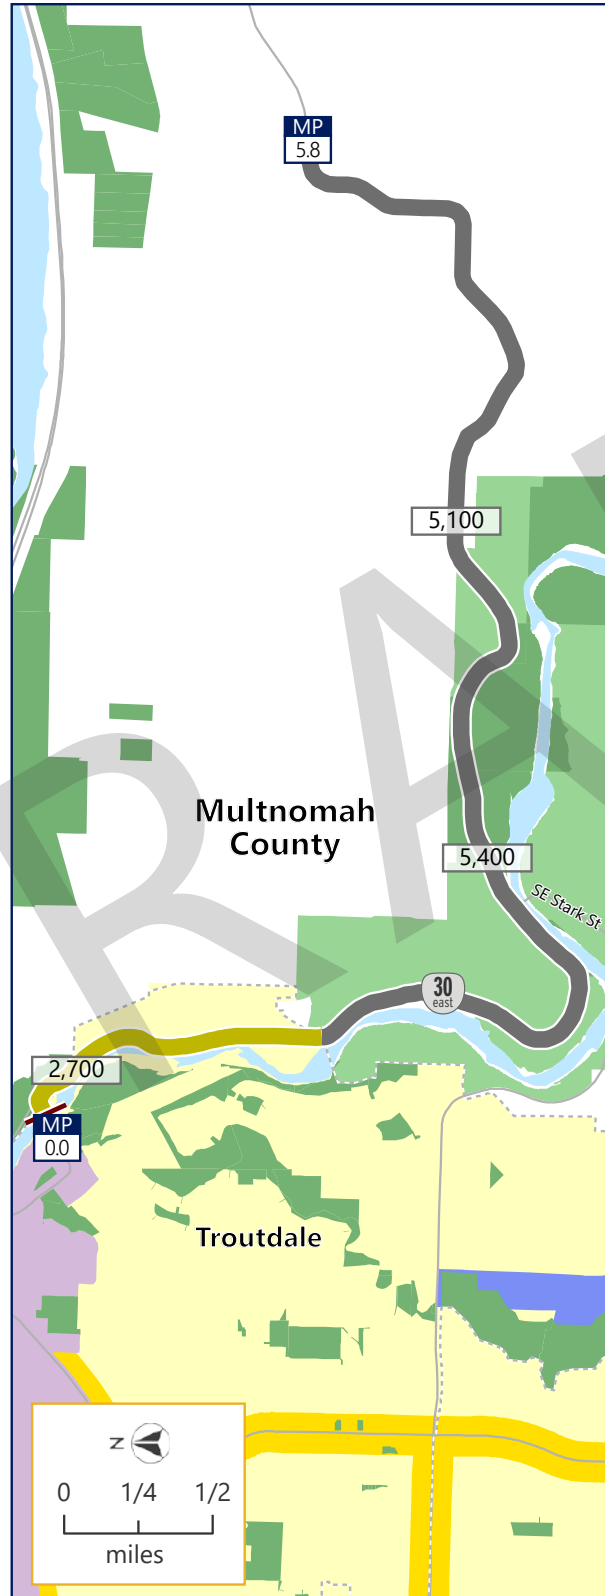 MP
5.8
5,100
RA
Multnomah
County
5,400
SE Stark St
30
east
2,700
MP
0.0
Troutdale
N
0 1/4 1/2
miles